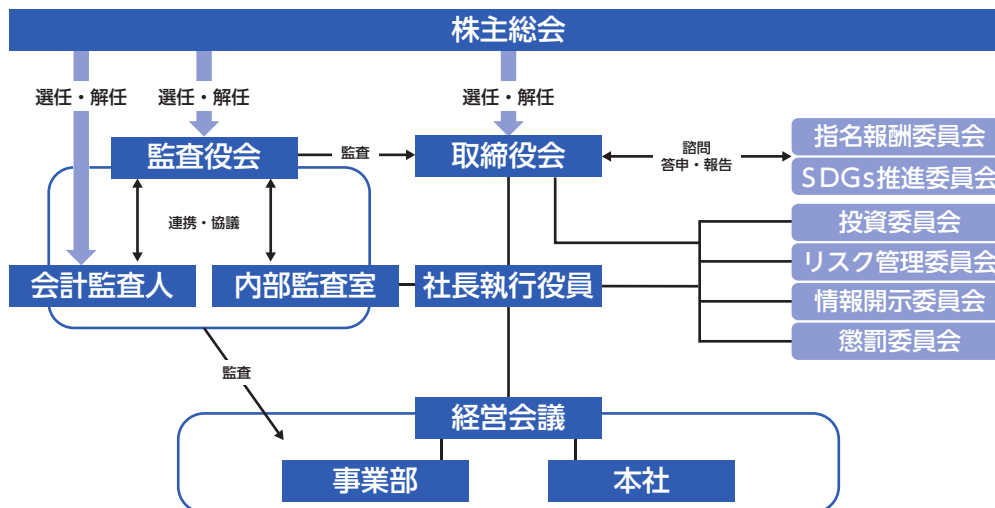 株主総会
選任・解任
選任・解任
選任・解任
監査役会
監査
取締役会
諮問
答申・報告
指名報酬委員会
SDGs推進委員会
連携・協議
投資委員会
会計監査人
内部監査室
社長執行役員
リスク管理委員会
情報開示委員会
懲罰委員会
監査
経営会議
事業部
本社